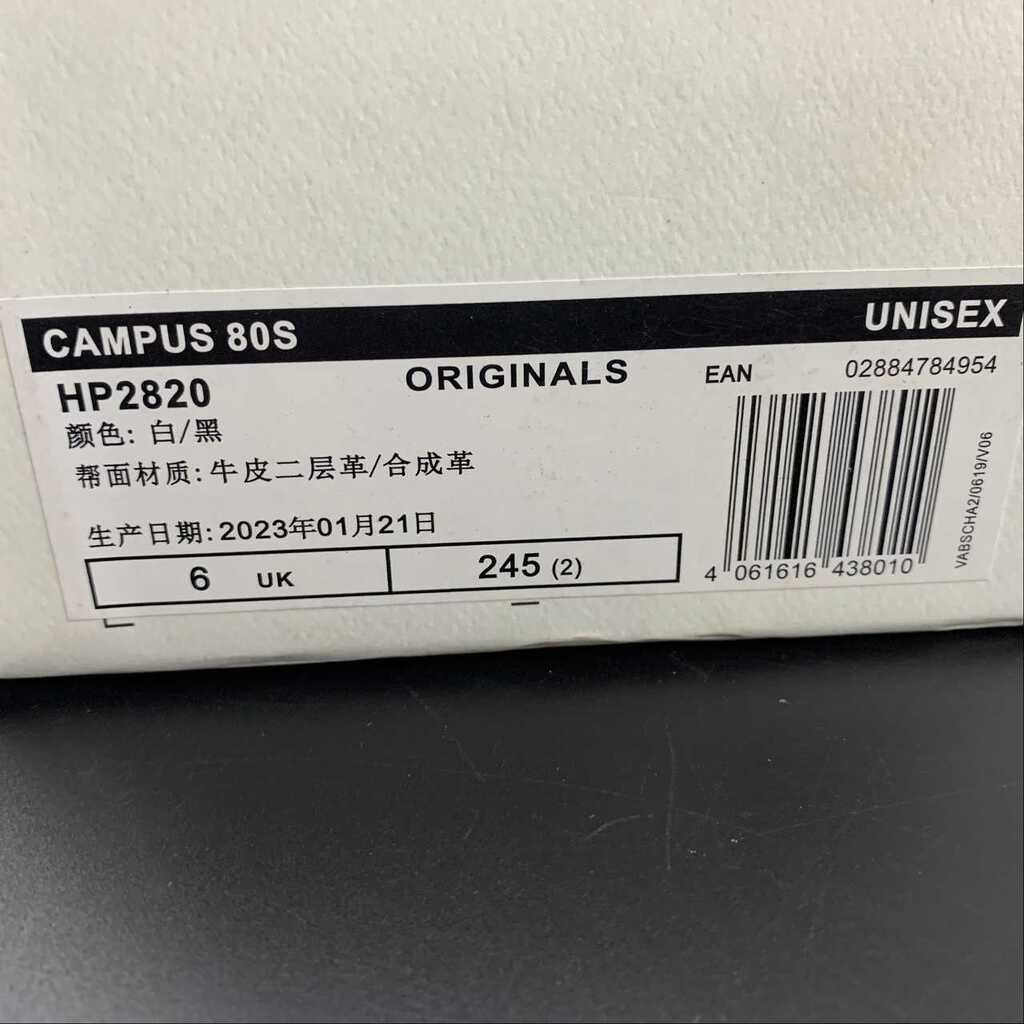 CAMPUS 80S
UNISEX
HP2820
ORIGINALS
EAN
02884784954
颜色: 白/黑
帮面材质: 牛皮二层革/合成革
生产日期: 2023年01月21日
6 UK
245 (2)
4 061616 438010
VABSCHA2/0619/V06